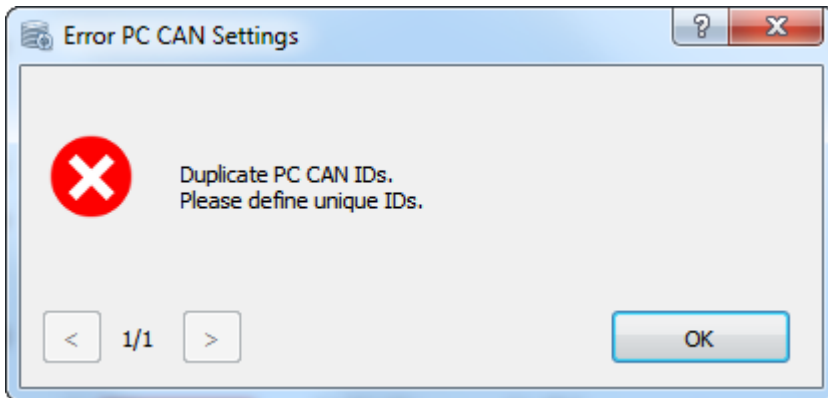 Error PC CAN Settings
?
Duplicate PC CAN IDs.
Please define unique IDs.
< 1/1 >
OK